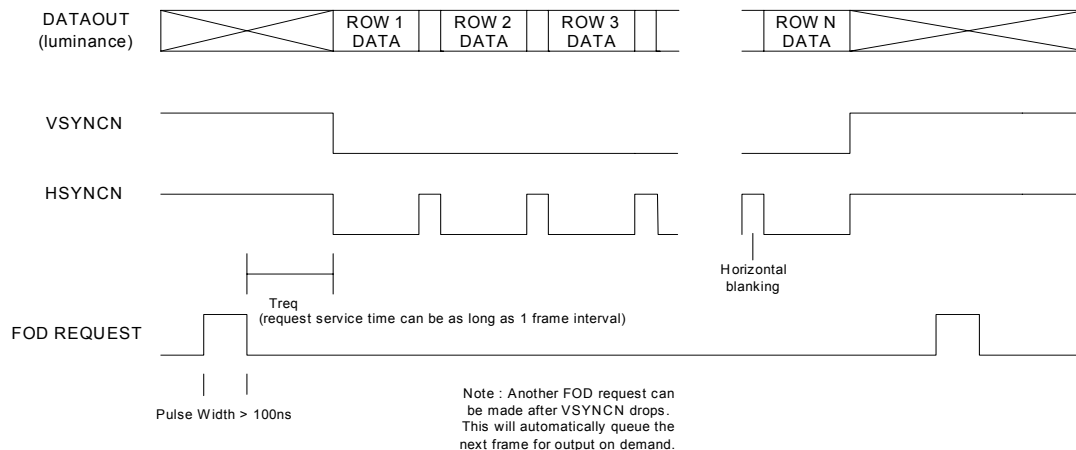 DATAOUT
(luminance)
ROW 1
DATA
ROW 2
DATA
ROW 3
DATA
ROW N
DATA
VSYNCN
HSYNCN
Horizontal
blanking
Treq
(request service time can be as long as 1 frame interval)
FOD REQUEST
Pulse Width > 100ns
Note : Another FOD request can
be made after VSYNCN drops.
This will automatically queue the
next frame for output on demand.